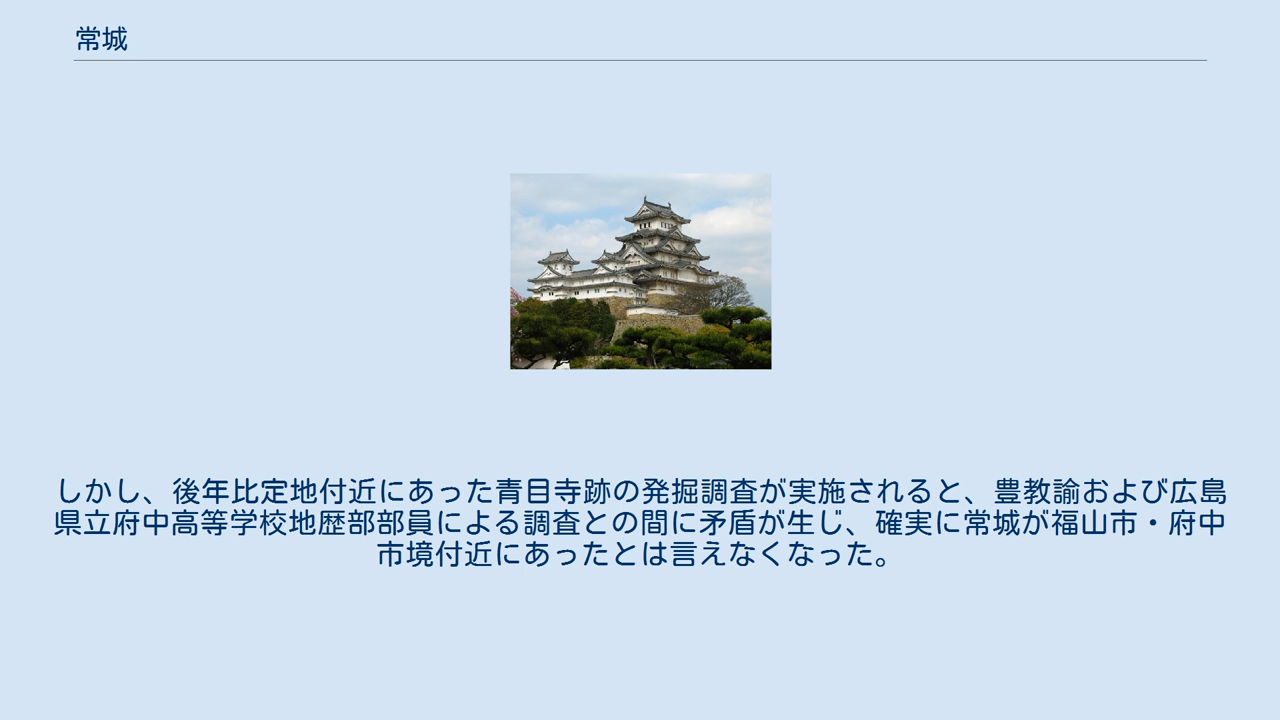 常城
しかし、後年比定地付近にあった青目寺跡の発掘調査が実施されると、豊教諭および広島
県立府中高等学校地歴部部員による調査との間に矛盾が生じ、確実に常城が福山市・府中
市境付近にあったとは言えなくなった。